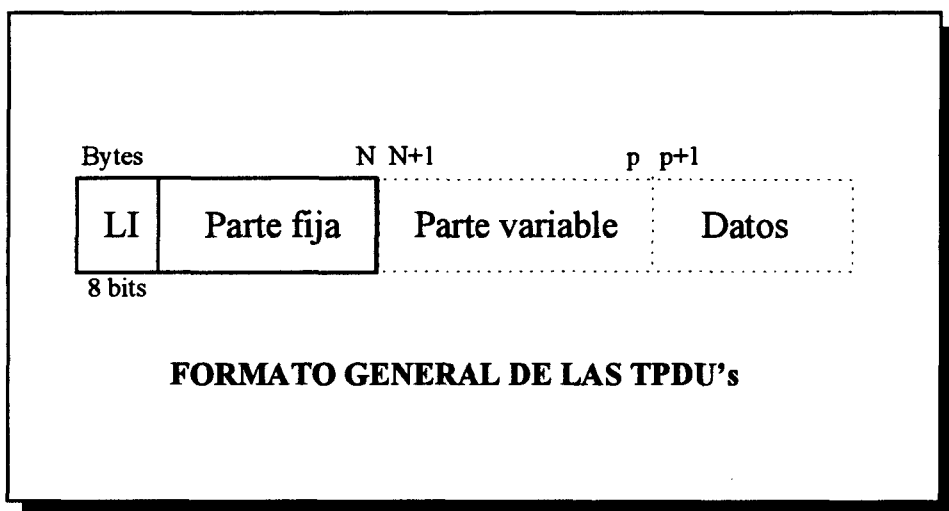 Bytes N N+1 p p+1
LI Parte fija Parte variable Datos
8 bits
FORMATO GENERAL DE LAS TPDU's